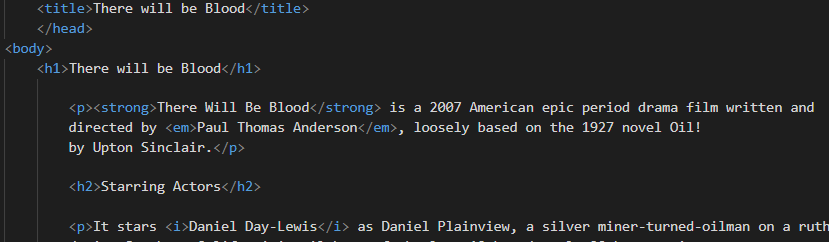 <title>There will be Blood</title>
</head>
<body>
<h1>There will be Blood</h1>
<p><strong>There Will Be Blood</strong> is a 2007 American epic period drama film written and
directed by <em>Paul Thomas Anderson</em>, loosely based on the 1927 novel Oil!
by Upton Sinclair.</p>
<h2>Starring Actors</h2>
<p>It stars <i>Daniel Day-Lewis</i> as Daniel Plainview, a silver miner-turned-oilman on a ruth